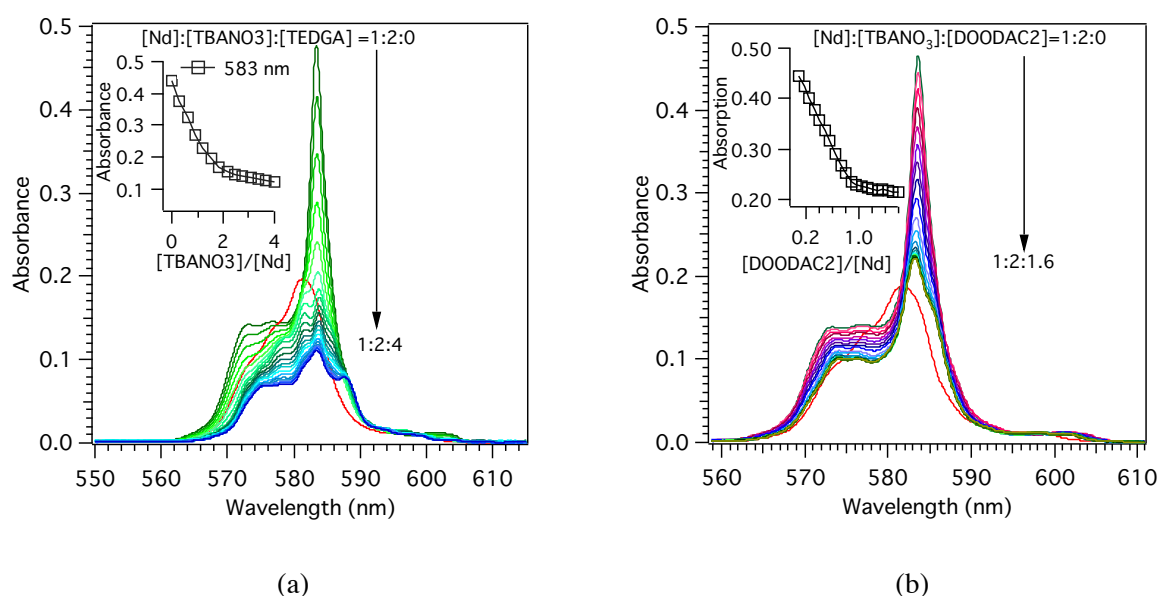 [Nd]:[TBANO3]:[TEDGA] =1:2:0
583 nm
0.5
0.4
0.3
0.2
0.1
Absorbance
0 2 4
[TBANO3]/[Nd]
1:2:4
0.5
0.4
0.3
0.2
0.1
0.0
Absorbance
550 560 570 580 590 600 610
Wavelength (nm)
(a)
[Nd]:[TBANO₃]:[DOODAC2]=1:2:0
0.50
0.40
0.30
0.20
Absorption
0.2 1.0
[DOODAC2]/[Nd]
1:2:1.6
0.5
0.4
0.3
0.2
0.1
0.0
Absorbance
560 570 580 590 600 610
Wavelength (nm)
(b)